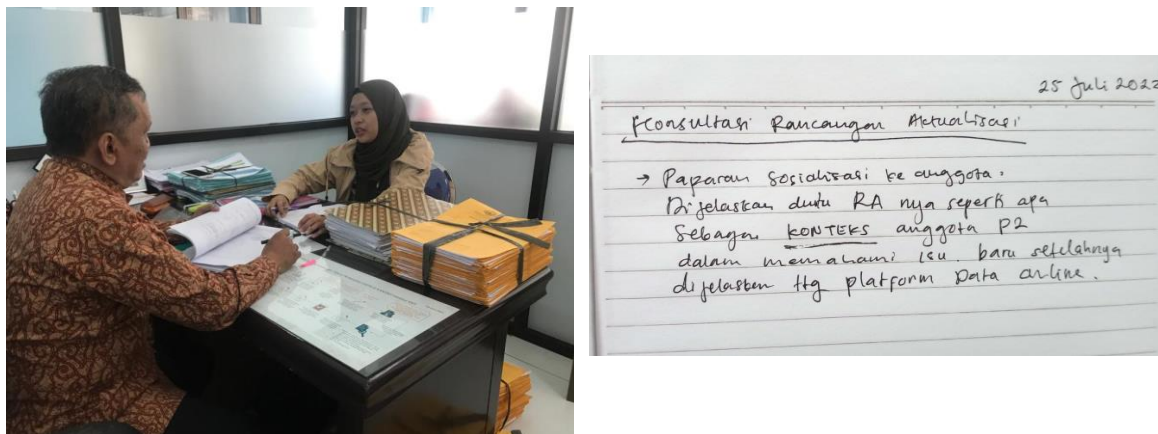 25 Juli 2022
Konsultasi Rancangan Aktualisasi
→ Paparan sosialisasi ke anggota.
Dijelaskan dulu RA nya seperti apa
Sebagai KONTEKS anggota P2
dalam memahami isu. baru setelahnya
dijelaskan ttg platform Data online.